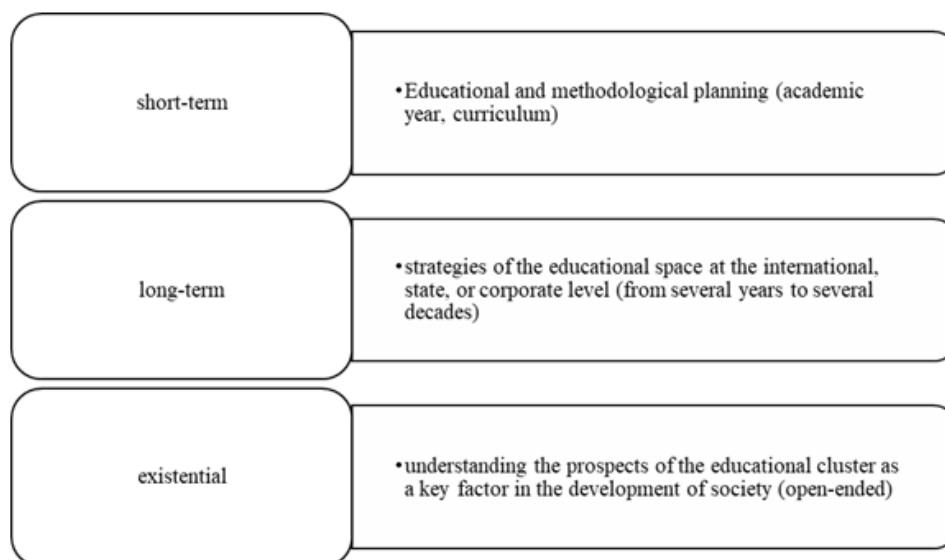 short-term
•Educational and methodological planning (academic
year, curriculum)
long-term
•strategies of the educational space at the international,
state, or corporate level (from several years to several
decades)
existential
•understanding the prospects of the educational cluster as
a key factor in the development of society (open-ended)